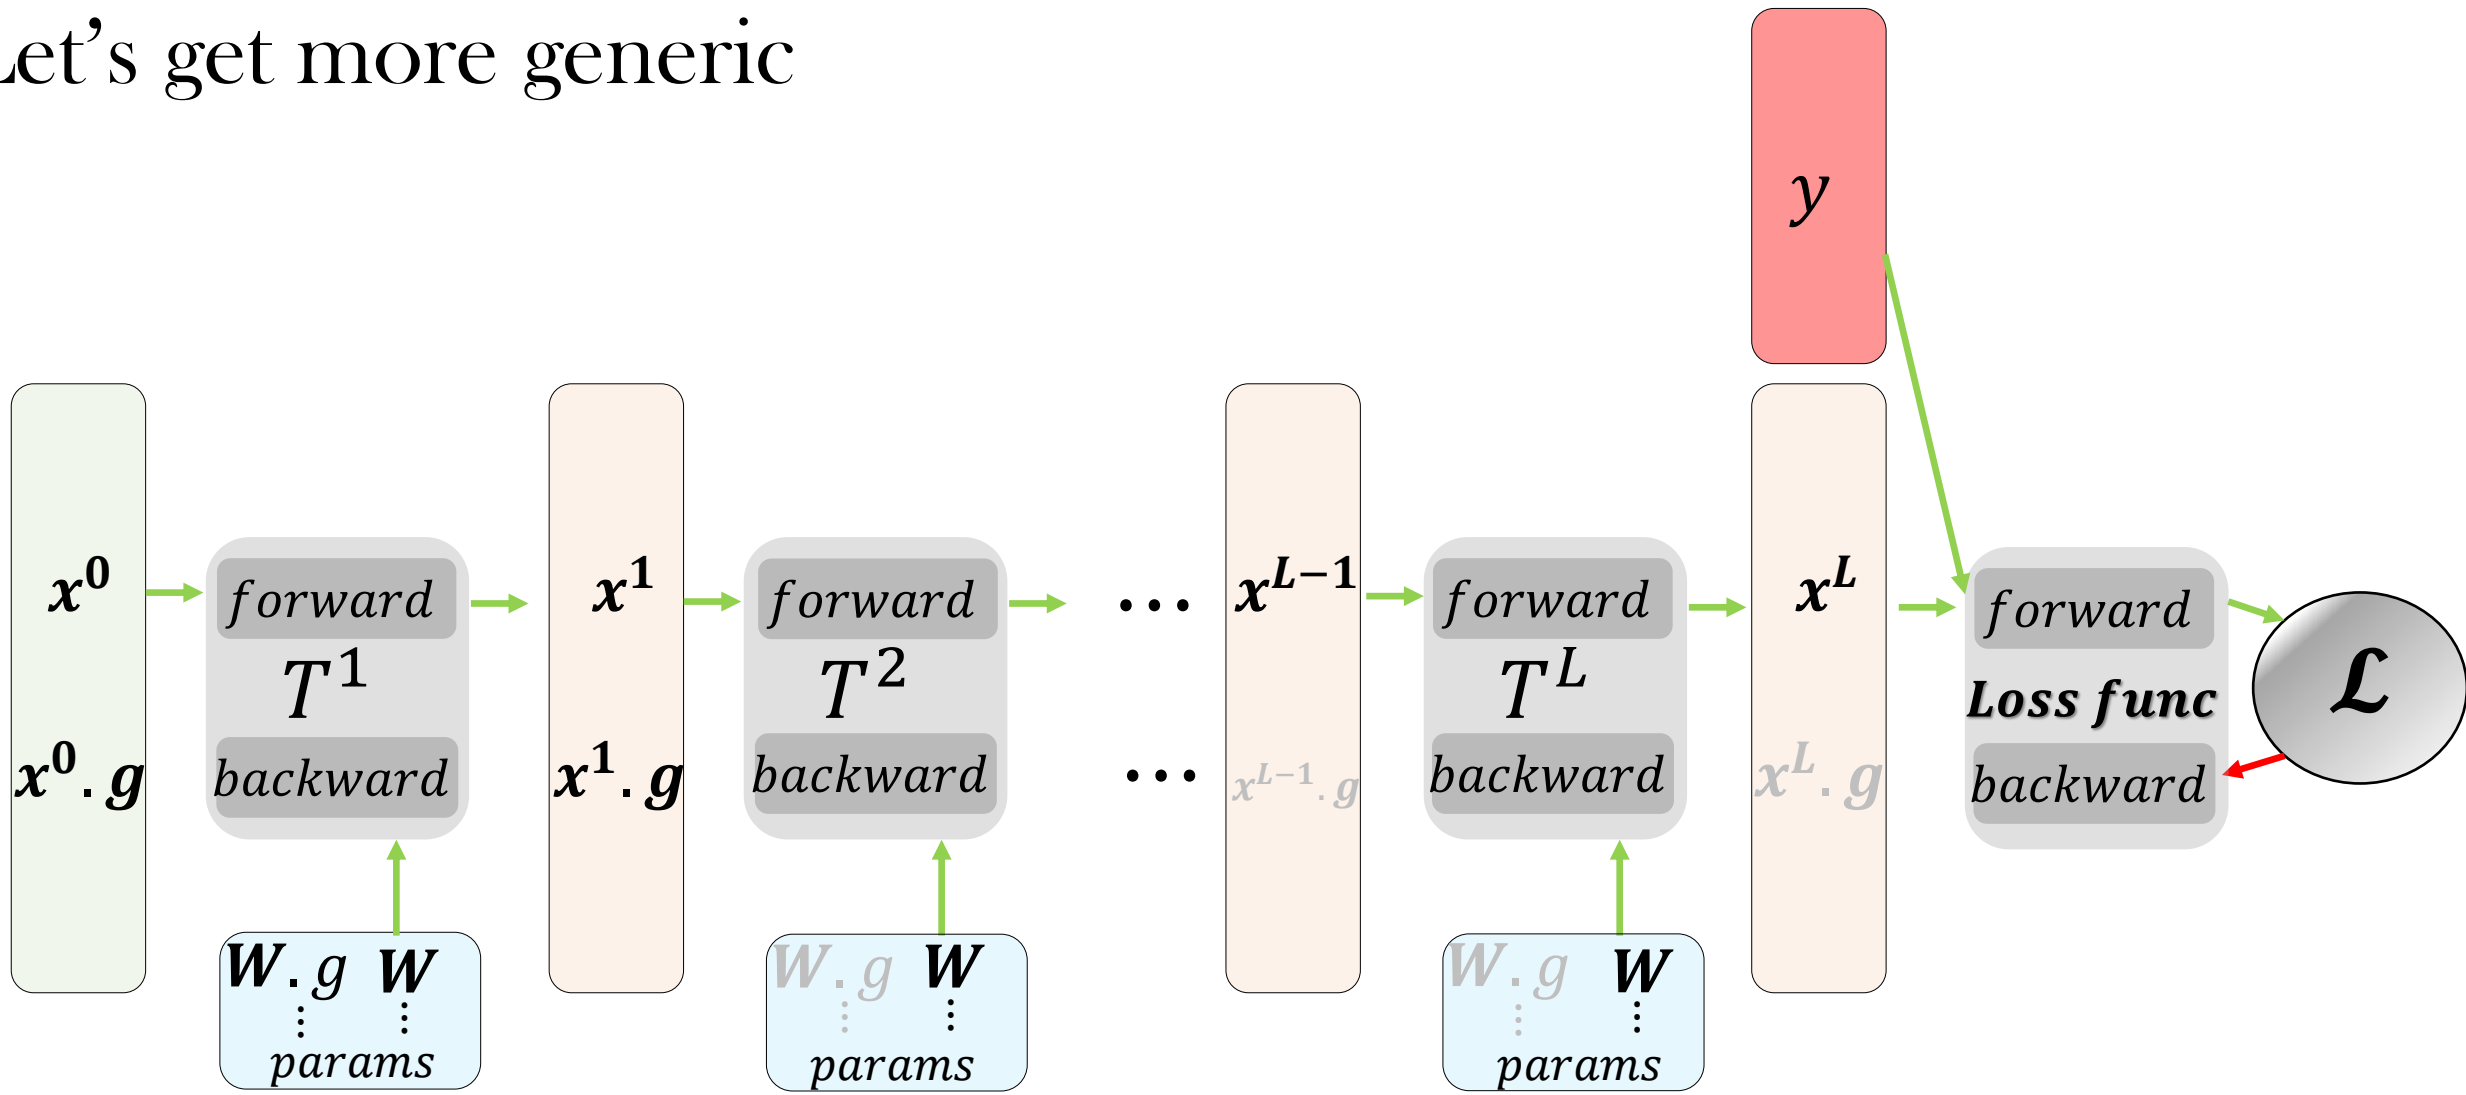 Let's get more generic
y
x^0
forward
T^1
x^0.g
backward
W.g W
⋮ ⋮
params
x^1
x^1.g
forward
T^2
backward
W.g W
⋮ ⋮
params
...
...
x^{L-1}
x^{L-1}.g
forward
T^L
backward
W.g W
⋮ ⋮
params
x^L
x^L.g
forward
Loss func
backward
ℒ